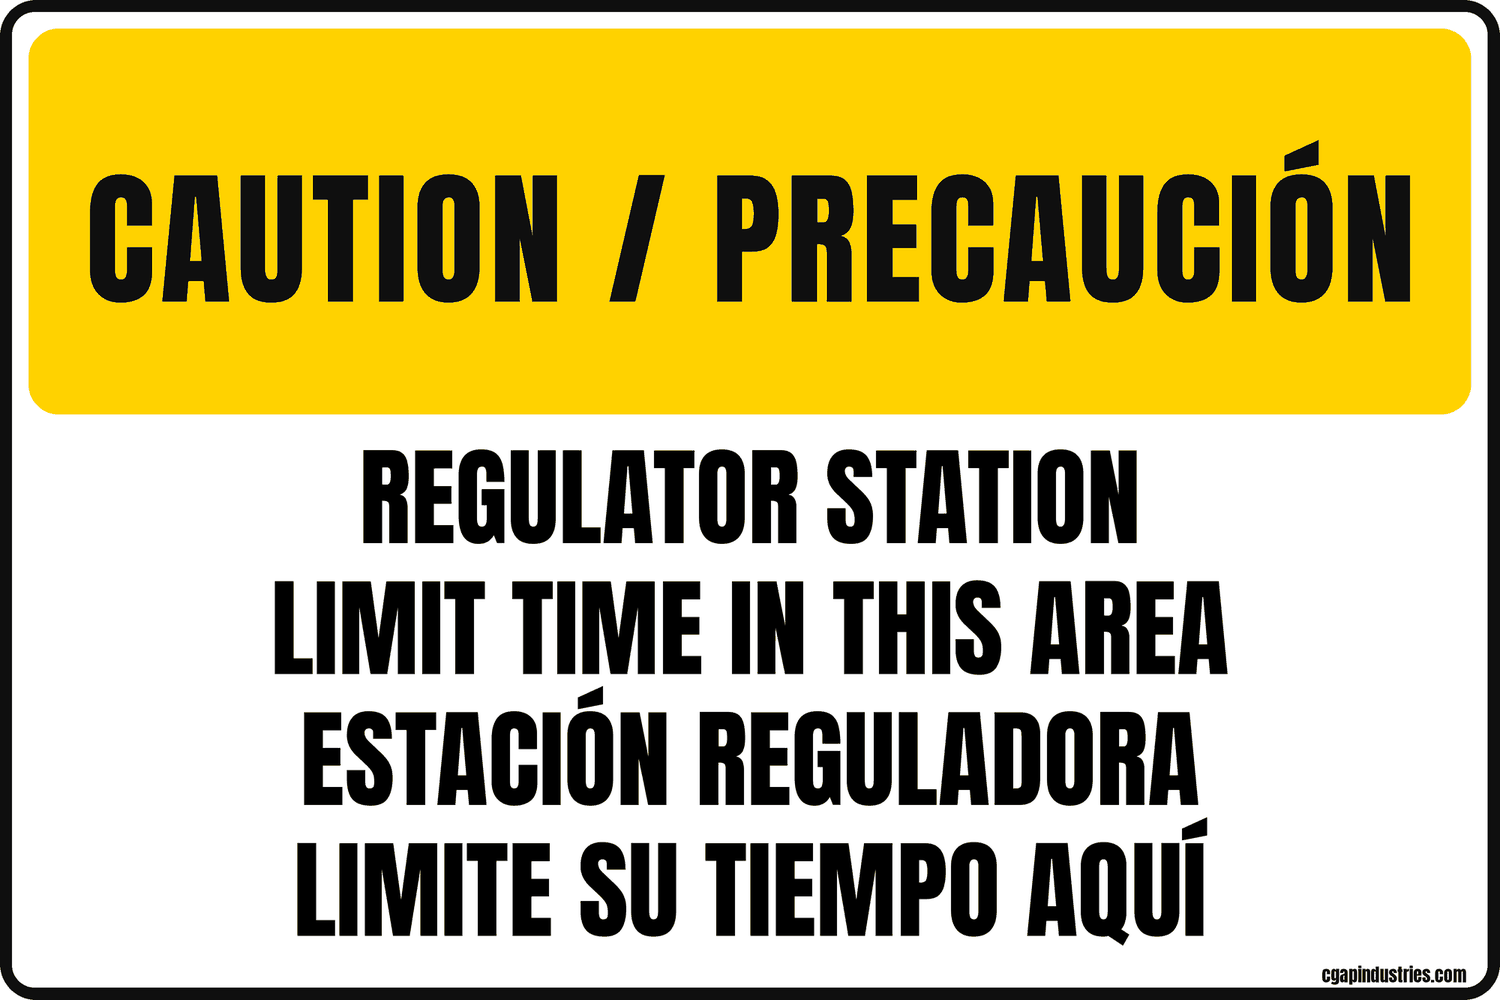 CAUTION / PRECAUCIÓN
REGULATOR STATION
LIMIT TIME IN THIS AREA
ESTACIÓN REGULADORA
LIMITE SU TIEMPO AQUÍ
cgapindustries.com